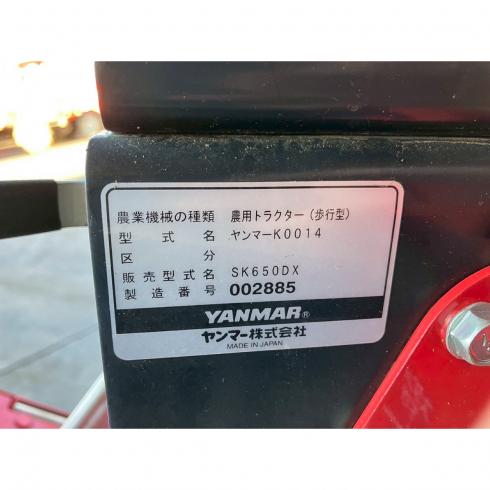 農業機械の種類 農用トラクター(歩行型)
型式名 ヤンマーK0014
区分
販売型式名 SK650DX
製造番号 002885
YANMAR®
ヤンマー株式会社
MADE IN JAPAN